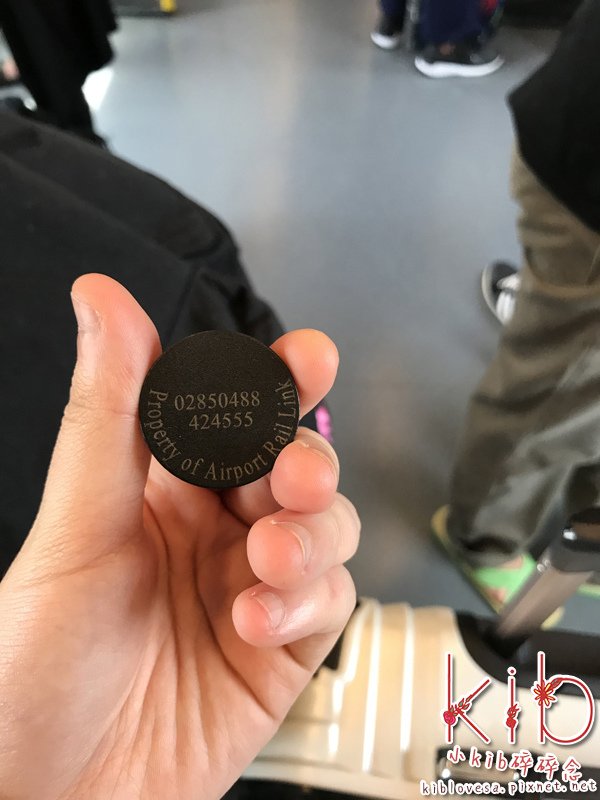 02850488
424555
Property of Airport Rail Link
kib
小kib碎碎念
kiblovesa.pixnet.net